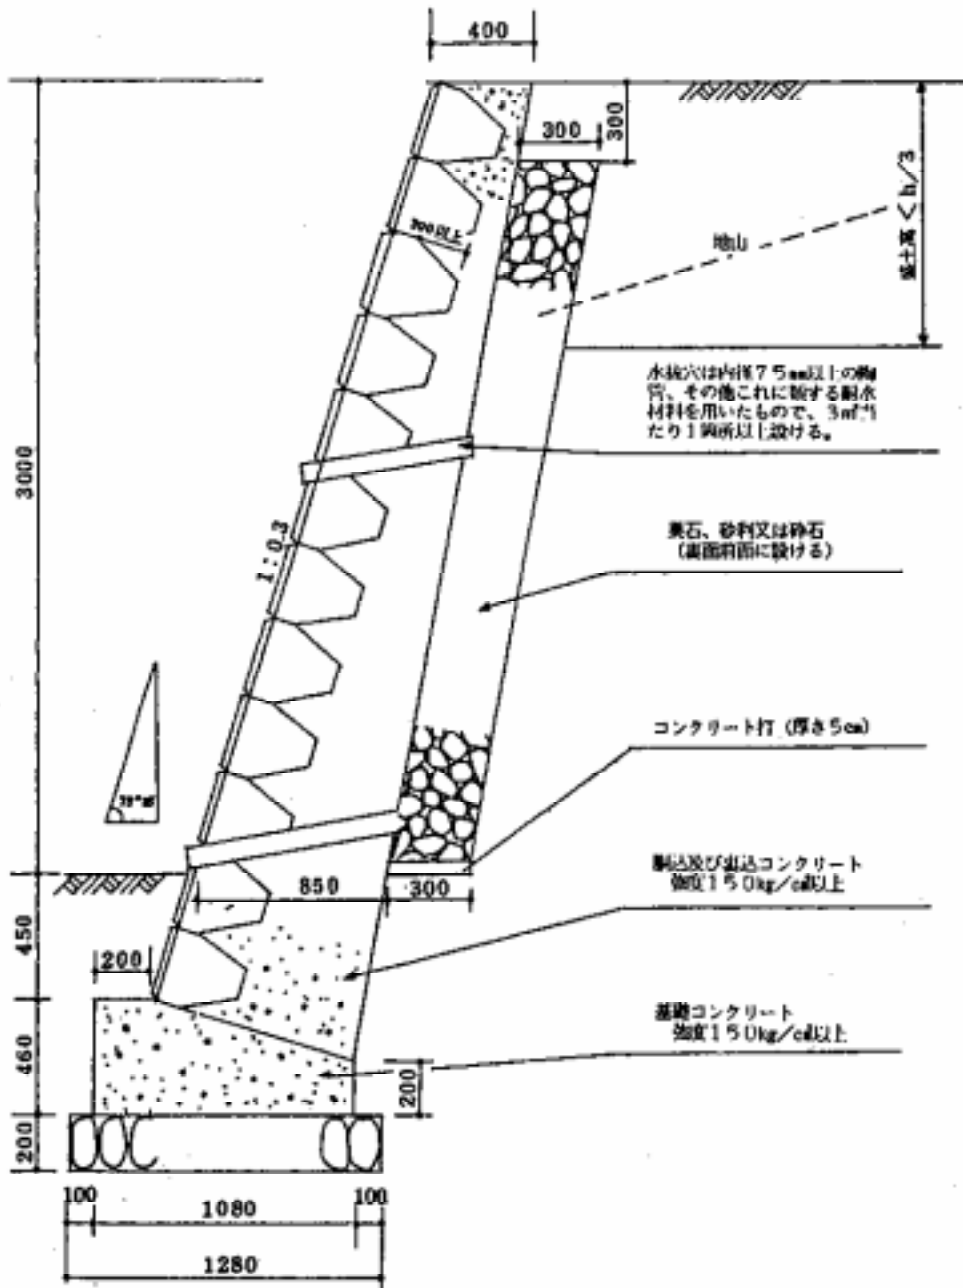 400
300
300
盛土高<h/3
300以上
地山
水抜穴は内径75mm以上の陶
管、その他これに類する耐水
材料を用いたもので、3㎡当
たり1箇所以上設ける。
3000
1:0.3
栗石、砂利又は砕石
(裏面前面に設ける)
コンクリート打(厚さ5cm)
胴込及び裏込コンクリート
強度150kg/c㎡以上
850
300
450
200
基礎コンクリート
強度150kg/c㎡以上
460
200
200
100
1080
100
1280